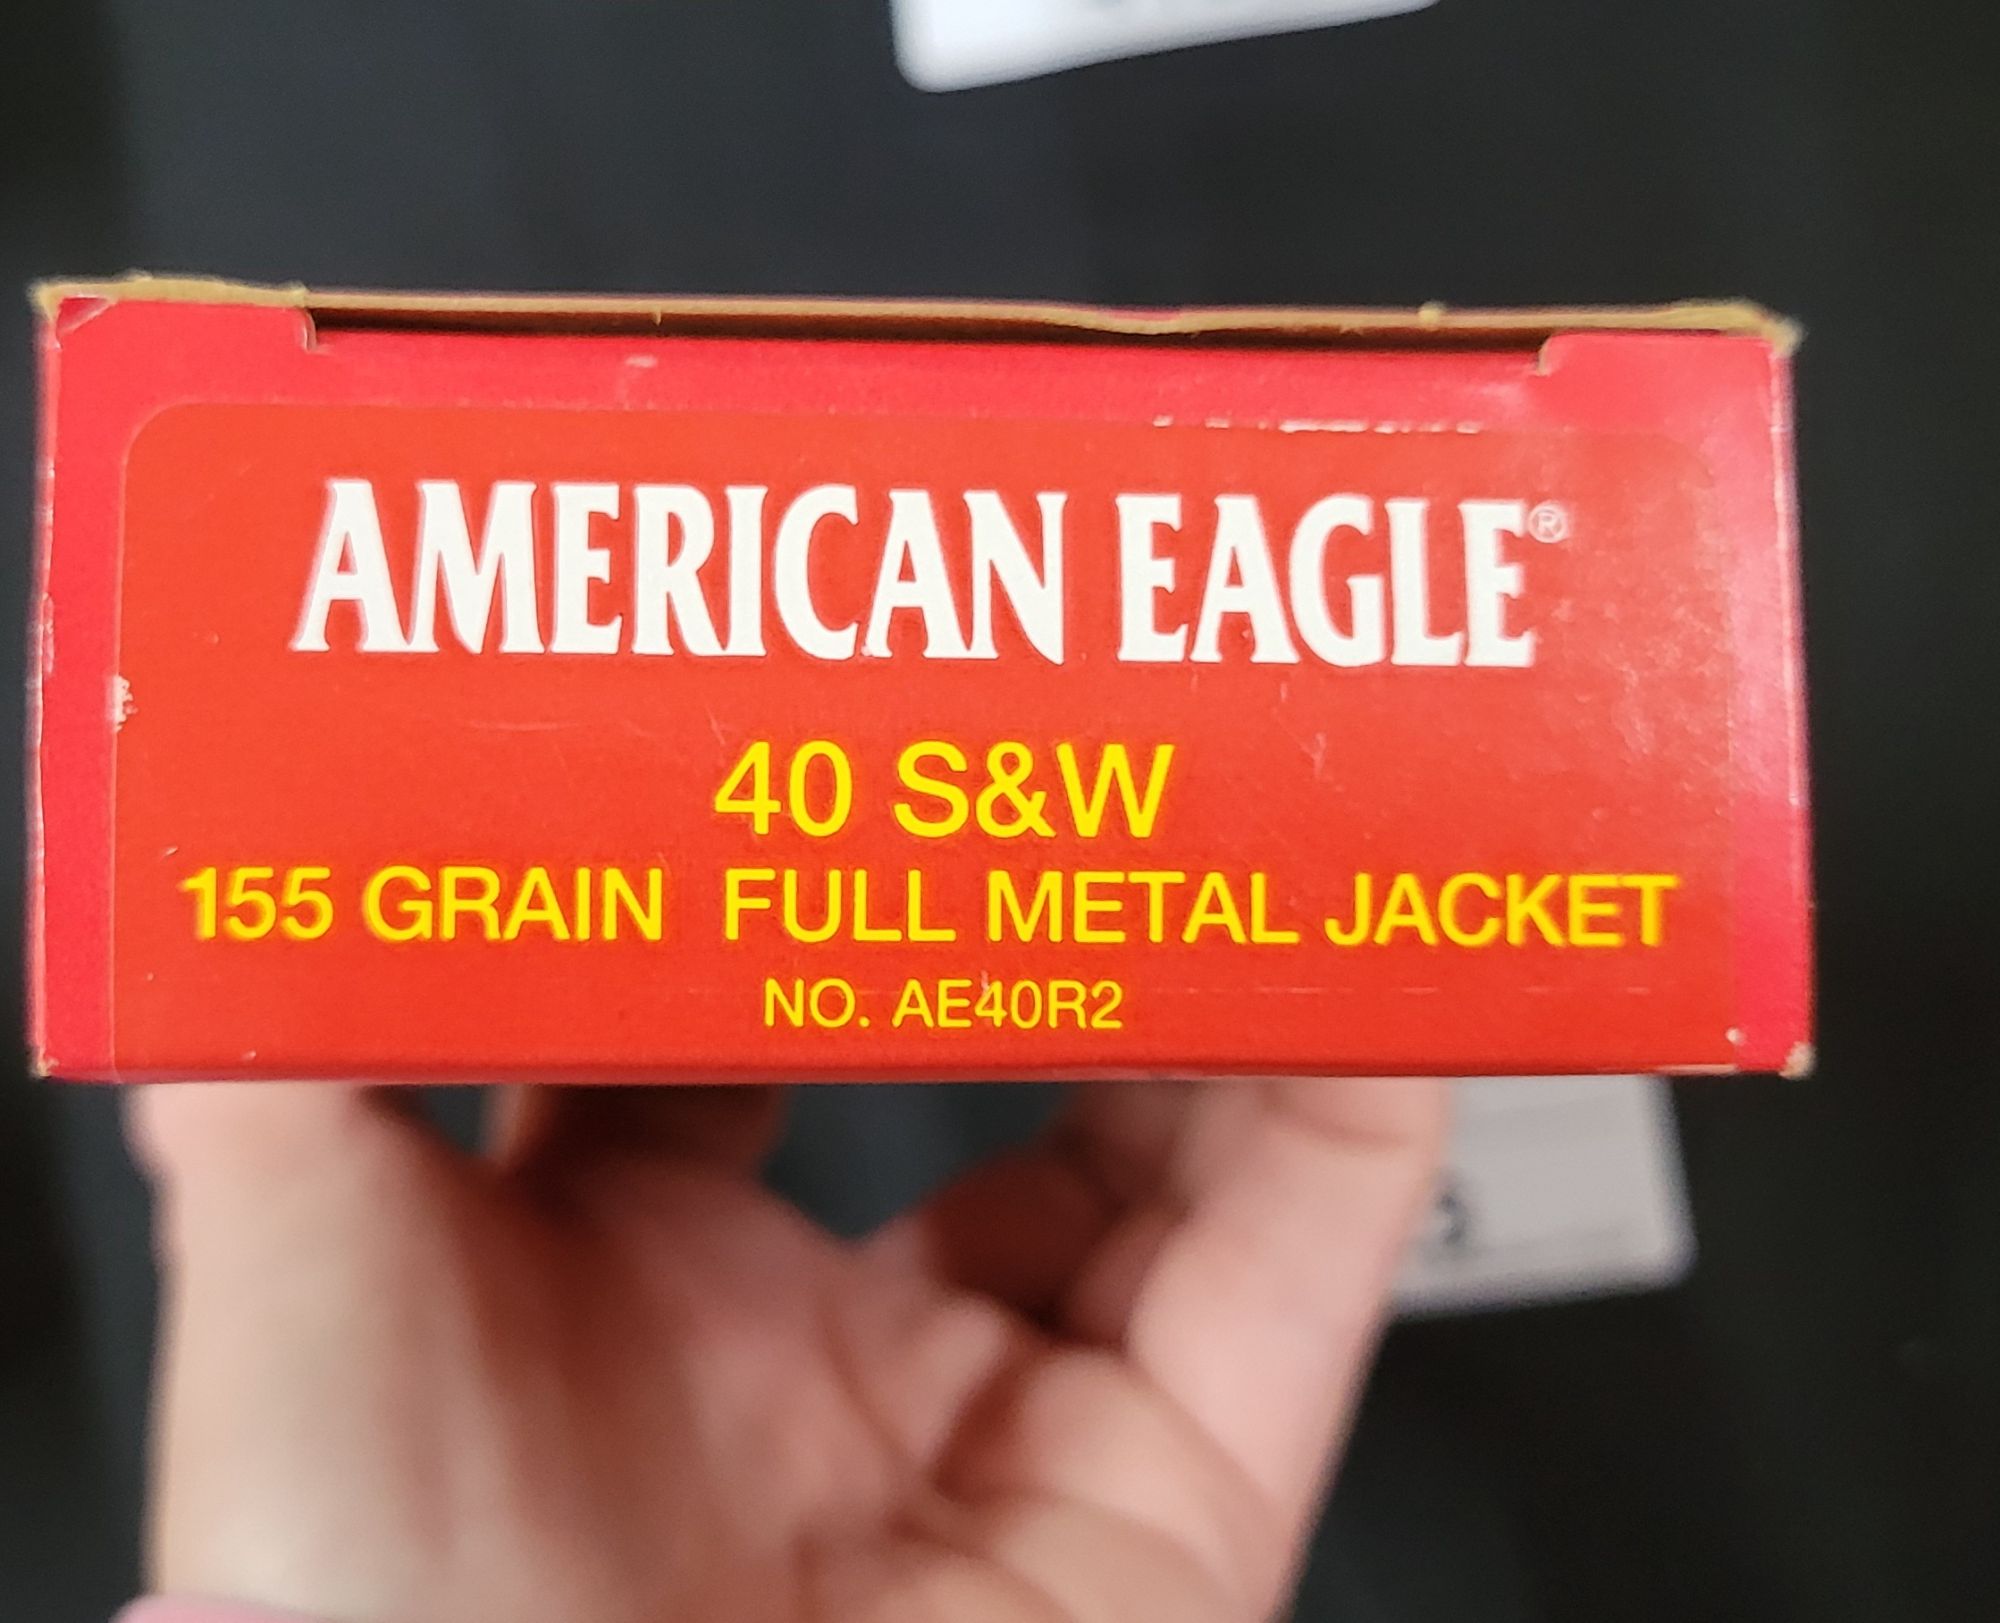 AMERICAN EAGLE®
40 S&W
155 GRAIN FULL METAL JACKET
NO. AE40R2